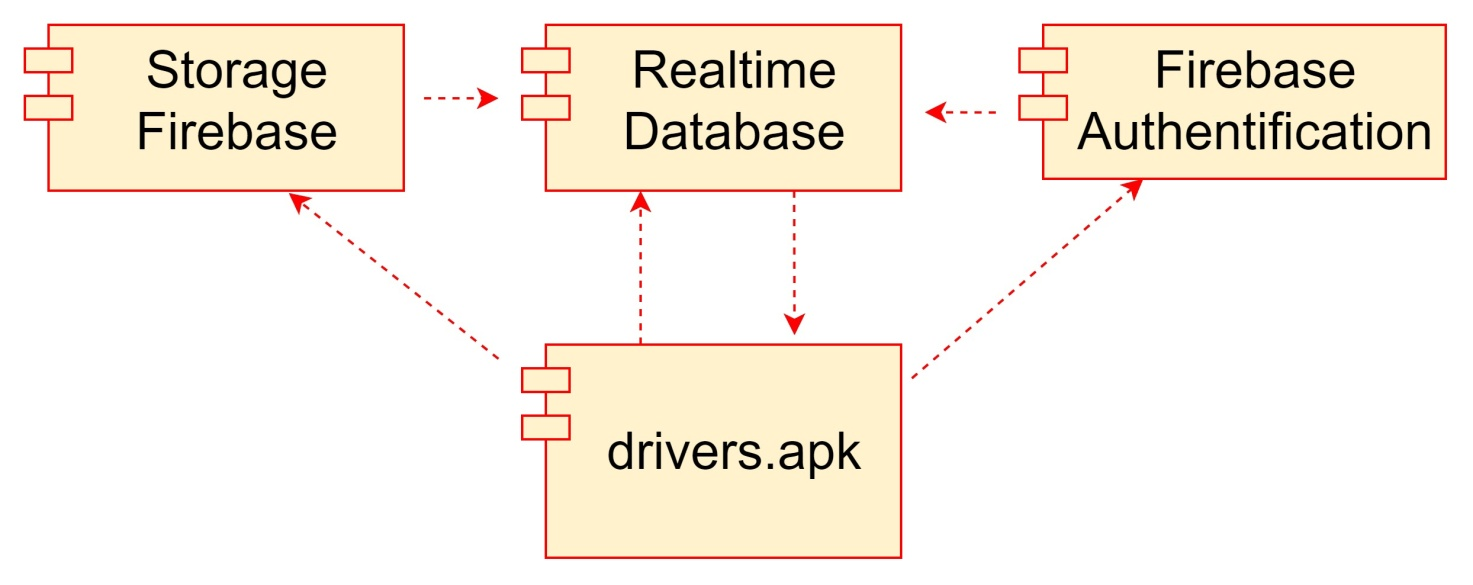 Storage
Firebase
Realtime
Database
Firebase
Authentification
drivers.apk